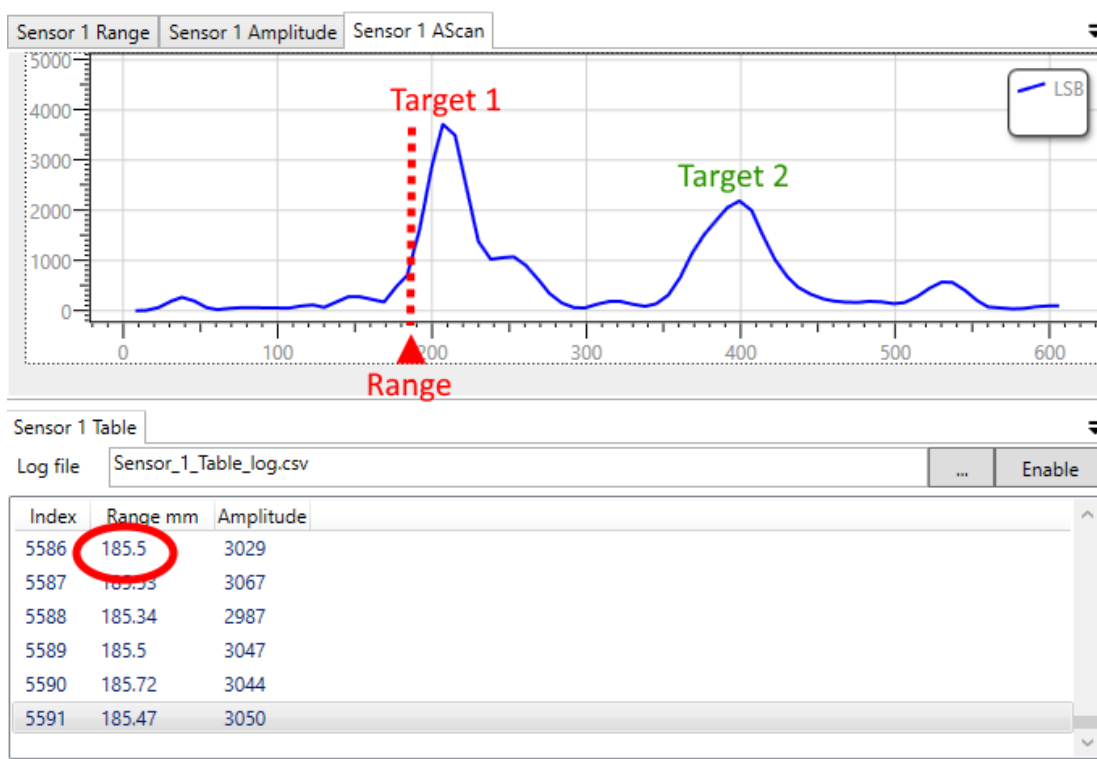 Sensor 1 Range Sensor 1 Amplitude Sensor 1 AScan
5000
LSB
4000
Target 1
3000
Target 2
2000
1000
0
0 100 200 300 400 500 600
Range
Sensor 1 Table
Log file Sensor_1_Table_log.csv ... Enable
Index Range mm Amplitude
5586 185.5 3029
5587 185.53 3067
5588 185.34 2987
5589 185.5 3047
5590 185.72 3044
5591 185.47 3050